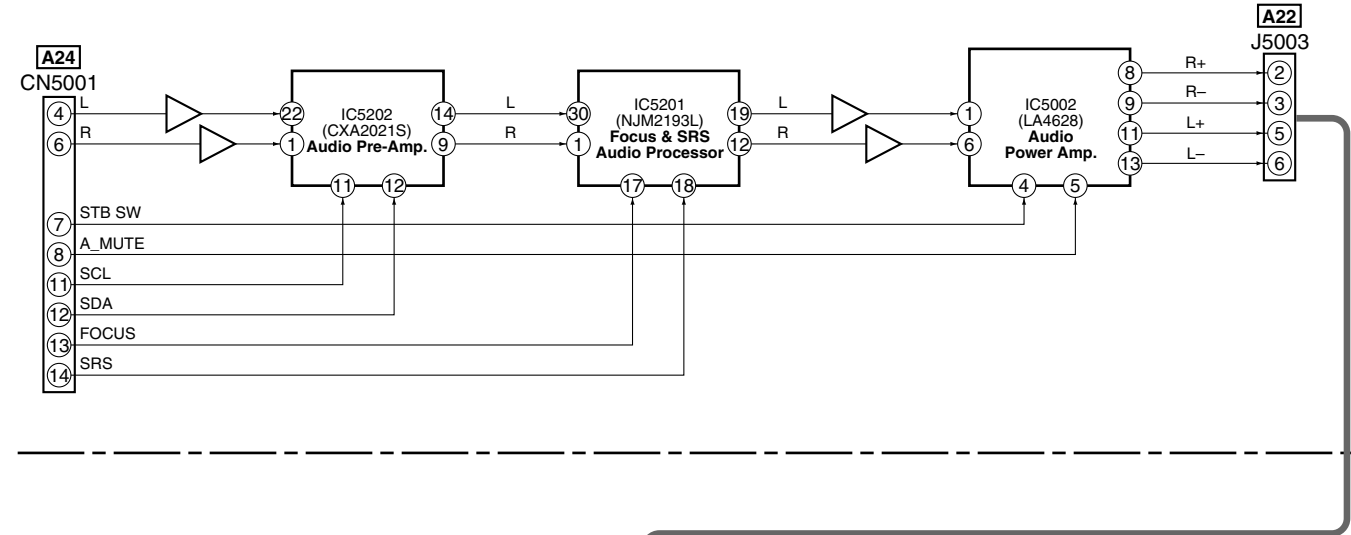 A24
CN5001
A22
J5003
4 L
22
IC5202
(CXA2021S)
Audio Pre-Amp.
14 L
30
IC5201
(NJM2193L)
Focus & SRS
Audio Processor
19 L
1
IC5002
(LA4628)
Audio
Power Amp.
8 R+ 2
9 R– 3
11 L+ 5
13 L– 6
6 R
1
9 R
1
12 R
6
11 12
17 18
4 5
7 STB SW
8 A_MUTE
11 SCL
12 SDA
13 FOCUS
14 SRS